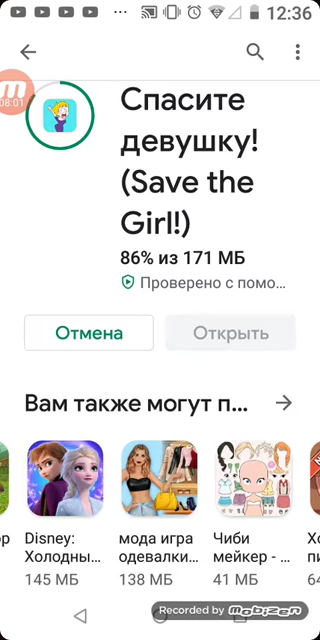 12:36
08:01
Спасите
девушку!
(Save the
Girl!)
86% из 171 МБ
Проверено с помо...
Отмена
Открыть
Вам также могут п...
Disney:
Холодны...
145 МБ
мода игра
одевалки...
138 МБ
Чиби
мейкер - ...
41 МБ
Recorded by mobizen